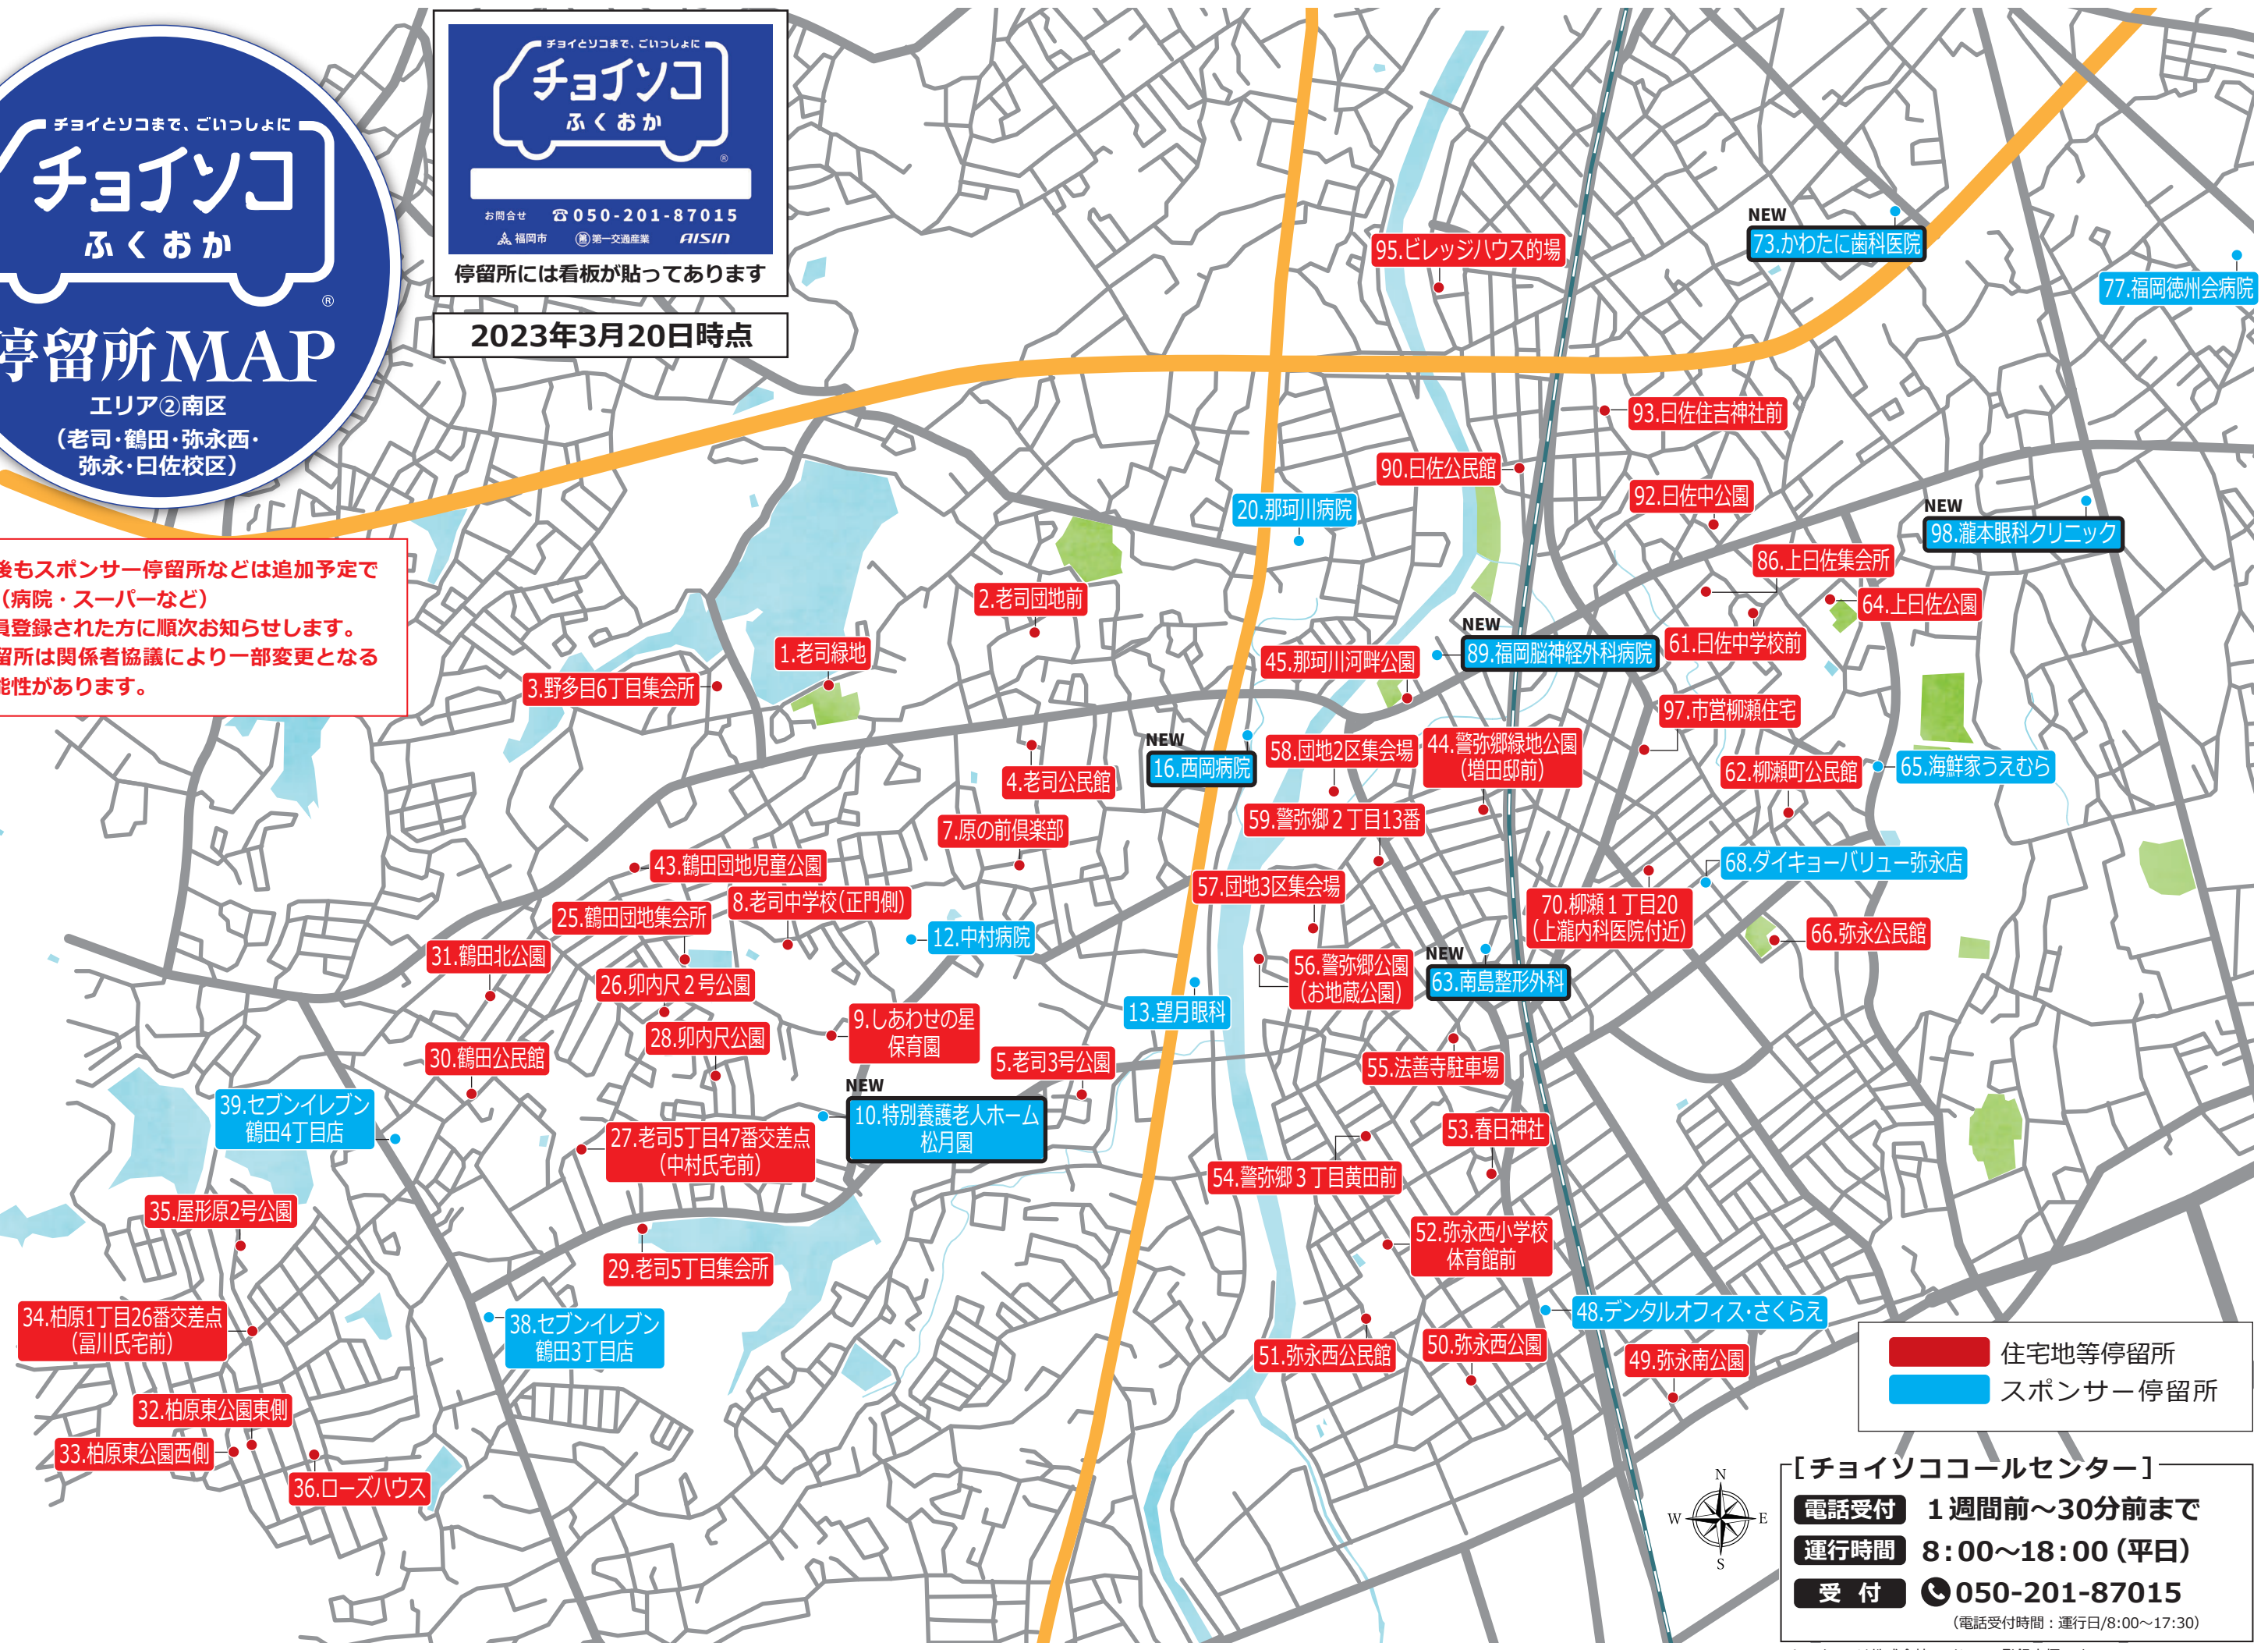 チョイとソコまで、ごいっしょに
チョイソコ
ふくおか
®
停留所MAP
エリア②南区
(老司・鶴田・弥永西・
弥永・曰佐校区)
チョイとソコまで、ごいっしょに
チョイソコ
ふくおか
®
お問合せ ☎050-201-87015
福岡市 第一交通産業 AISIN
停留所には看板が貼ってあります
2023年3月20日時点
後もスポンサー停留所などは追加予定で
(病院・スーパーなど)
員登録された方に順次お知らせします。
留所は関係者協議により一部変更となる
能性があります。
95.ビレッジハウス的場
NEW
73.かわたに歯科医院
77.福岡徳州会病院
93.曰佐住吉神社前
90.曰佐公民館
92.曰佐中公園
20.那珂川病院
NEW
98.瀧本眼科クリニック
86.上曰佐集会所
64.上曰佐公園
61.曰佐中学校前
2.老司団地前
1.老司緑地
3.野多目6丁目集会所
NEW
89.福岡脳神経外科病院
45.那珂川河畔公園
97.市営柳瀬住宅
NEW
16.西岡病院
58.団地2区集会場
44.警弥郷緑地公園
(増田邸前)
62.柳瀬町公民館
65.海鮮家うえむら
4.老司公民館
7.原の前倶楽部
59.警弥郷2丁目13番
43.鶴田団地児童公園
68.ダイキョーバリュー弥永店
57.団地3区集会場
8.老司中学校(正門側)
25.鶴田団地集会所
70.柳瀬1丁目20
(上瀧内科医院付近)
12.中村病院
66.弥永公民館
31.鶴田北公園
56.警弥郷公園
(お地蔵公園)
NEW
63.南島整形外科
26.卯内尺2号公園
13.望月眼科
9.しあわせの星
保育園
28.卯内尺公園
30.鶴田公民館
5.老司3号公園
55.法善寺駐車場
NEW
10.特別養護老人ホーム
松月園
39.セブンイレブン
鶴田4丁目店
27.老司5丁目47番交差点
(中村氏宅前)
53.春日神社
54.警弥郷3丁目黄田前
35.屋形原2号公園
52.弥永西小学校
体育館前
29.老司5丁目集会所
34.柏原1丁目26番交差点
(冨川氏宅前)
38.セブンイレブン
鶴田3丁目店
48.デンタルオフィス・さくらえ
51.弥永西公民館
50.弥永西公園
49.弥永南公園
32.柏原東公園東側
33.柏原東公園西側
36.ローズハウス
住宅地等停留所
スポンサー停留所
N
W E
S
[チョイソココールセンター]
電話受付 1週間前～30分前まで
運行時間 8:00～18:00(平日)
受付 050-201-87015
(電話受付時間:運行日/8:00～17:30)